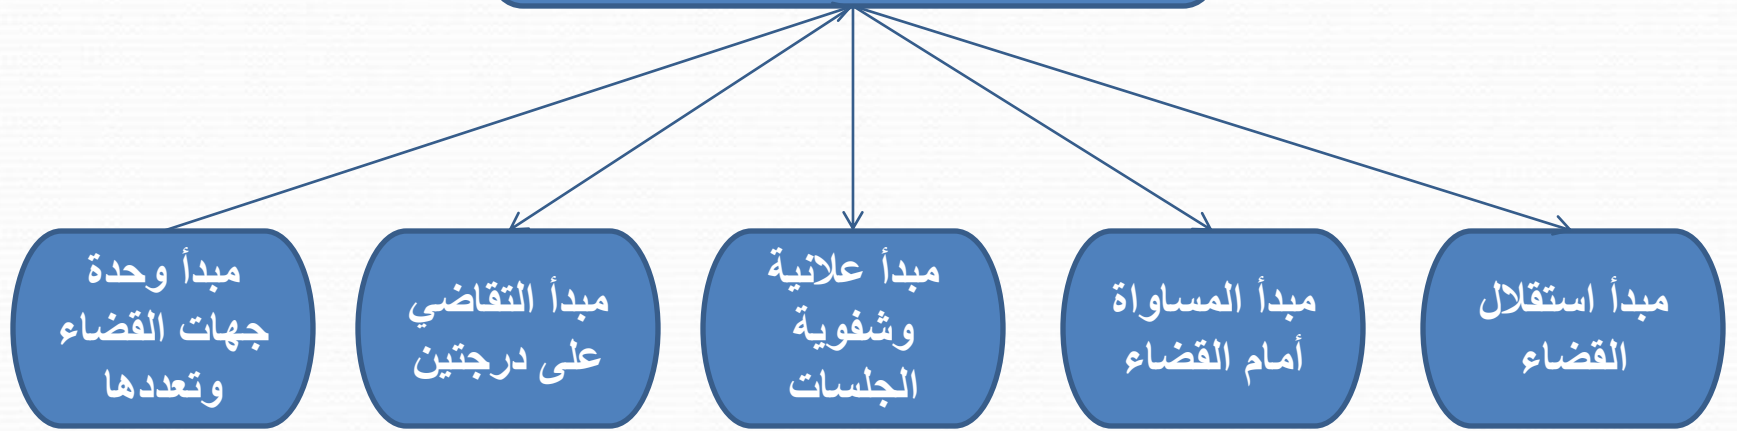 مبدأ استقلال
القضاء
مبدأ المساواة
أمام القضاء
مبدأ علانية
وشفوية
الجلسات
مبدأ التقاضي
على درجتين
مبدأ وحدة
جهات القضاء
وتعددها